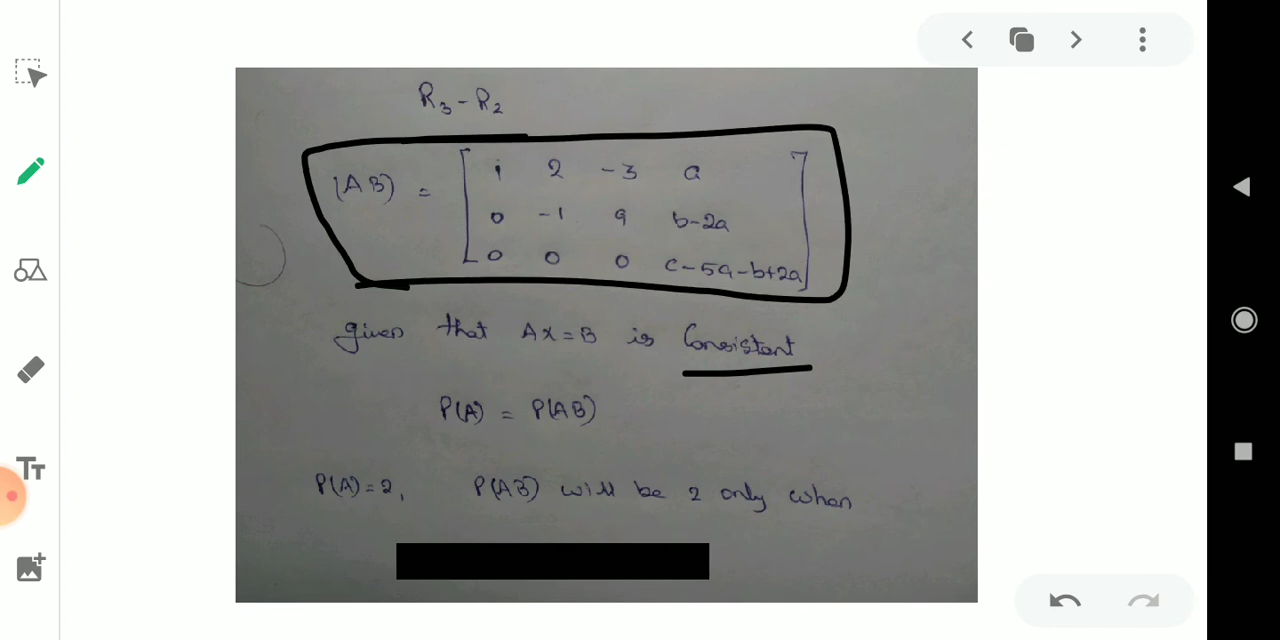 R₃ - R₂
(AB) = [ 1 2 -3 a
0 -1 9 b-2a
0 0 0 c-5a-b+2a ]
given that AX=B is Consistent
P(A) = P(AB)
P(A)=2, P(AB) will be 2 only when
Tt